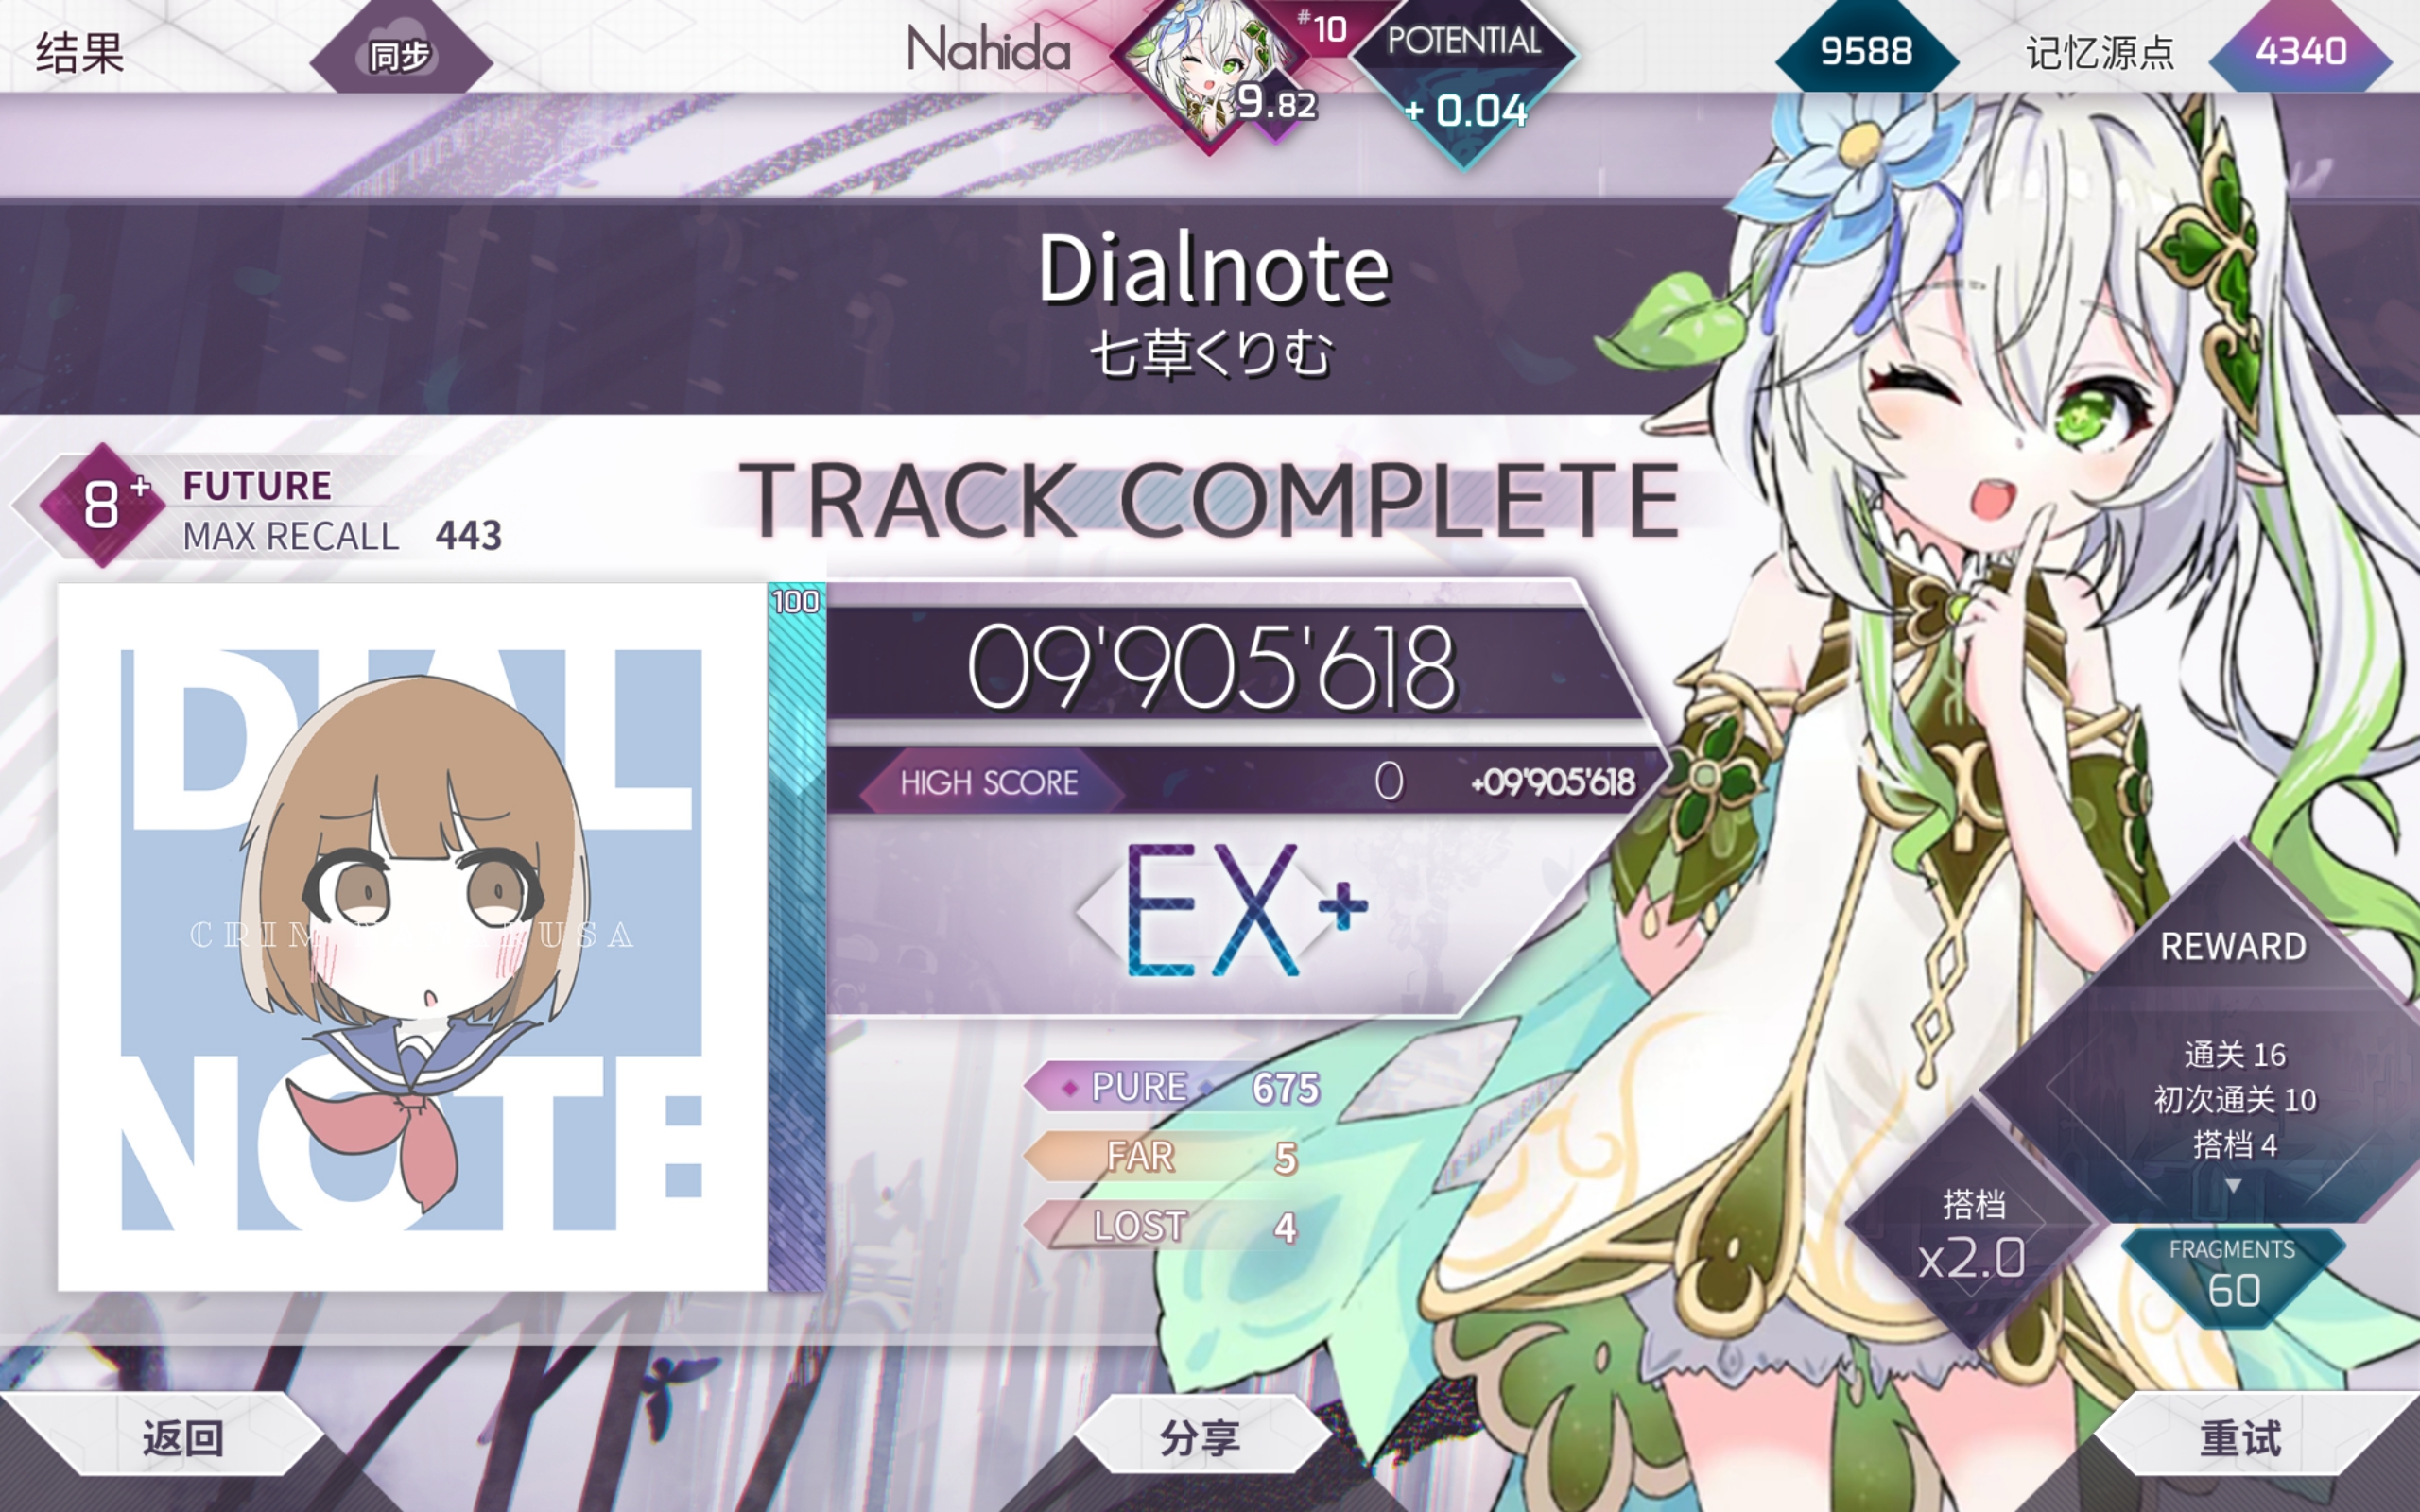 结果
同步
Nahida
#10
9.82
POTENTIAL
+ 0.04
9588
记忆源点
4340
Dialnote
七草くりむ
8+
FUTURE
MAX RECALL 443
TRACK COMPLETE
100
DIAL
NOTE
09'905'618
HIGH SCORE 0 +09'905'618
EX+
PURE 675
FAR 5
LOST 4
REWARD
通关 16
初次通关 10
搭档 4
搭档
x2.0
FRAGMENTS
60
返回
分享
重试